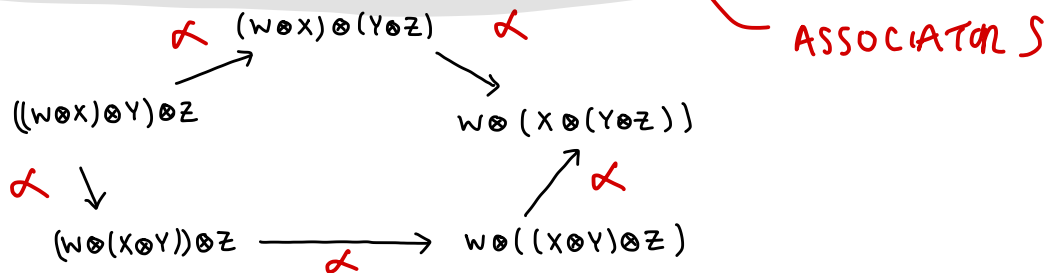 α (W⊗X)⊗(Y⊗Z) α
ASSOCIATORS
((W⊗X)⊗Y)⊗Z
W⊗(X⊗(Y⊗Z))
α α
(W⊗(X⊗Y))⊗Z
W⊗((X⊗Y)⊗Z)
α